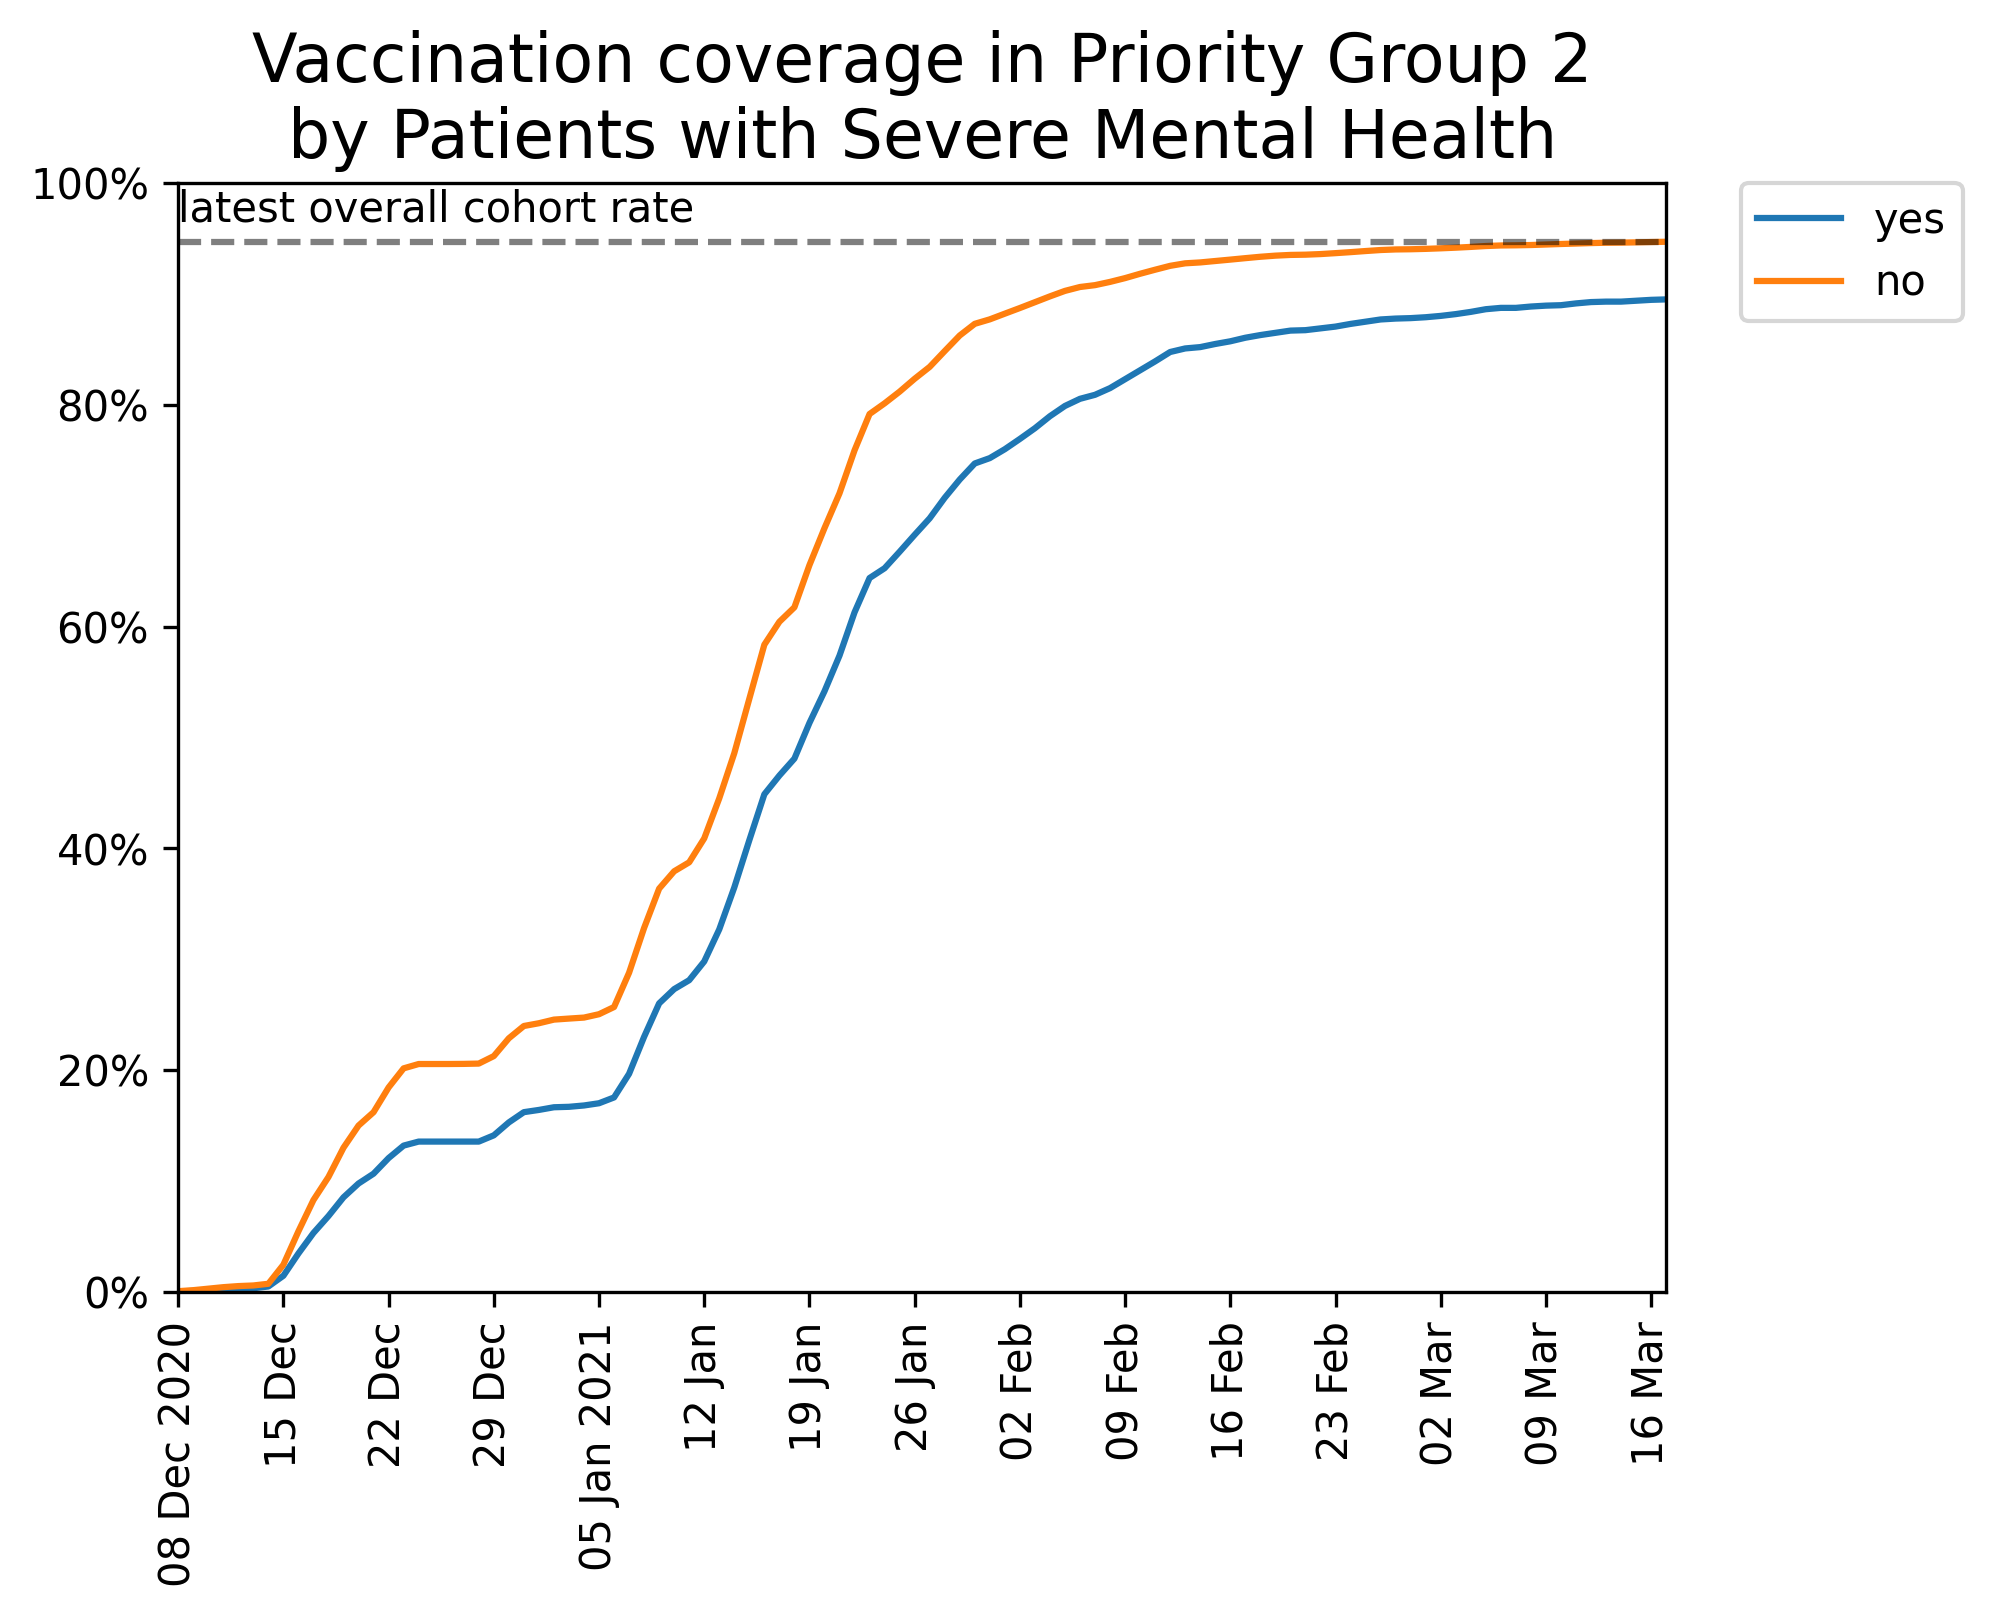 Vaccination coverage in Priority Group 2
by Patients with Severe Mental Health
100%
latest overall cohort rate
80%
60%
40%
20%
0%
yes
no
08 Dec 2020
15 Dec
22 Dec
29 Dec
05 Jan 2021
12 Jan
19 Jan
26 Jan
02 Feb
09 Feb
16 Feb
23 Feb
02 Mar
09 Mar
16 Mar